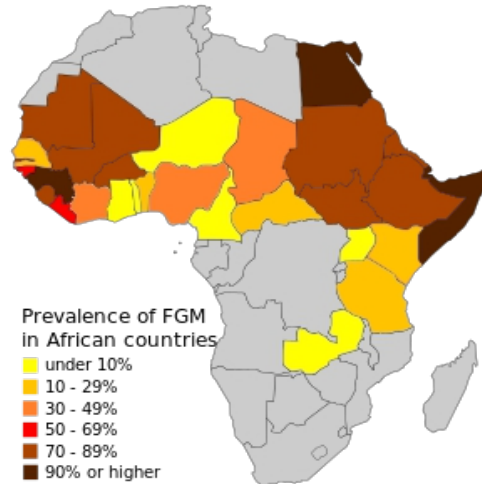 Prevalence of FGM
in African countries
under 10%
10 - 29%
30 - 49%
50 - 69%
70 - 89%
90% or higher